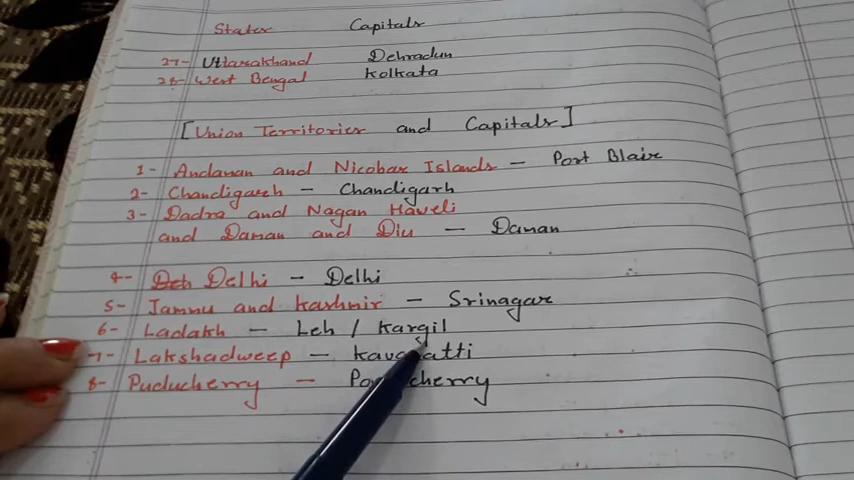 States Capitals
27- Uttarakhand Dehradun
28- West Bengal Kolkata
[Union Territories and Capitals]
1- Andaman and Nicobar Islands - Port Blair
2- Chandigarh - Chandigarh
3- Dadra and Nagan Haveli
and Daman and Diu - Daman
4- Delhi - Delhi
5- Jammu and Kashmir - Srinagar
6- Ladakh - Leh / Kargil
7- Lakshadweep -
8- Puducherry -